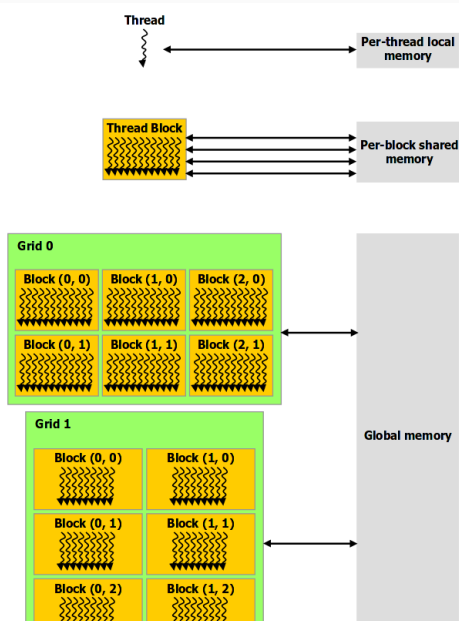 Thread
Per-thread local
memory
Thread Block
Per-block shared
memory
Grid 0
Block (0, 0) Block (1, 0) Block (2, 0)
Block (0, 1) Block (1, 1) Block (2, 1)
Grid 1
Global memory
Block (0, 0) Block (1, 0)
Block (0, 1) Block (1, 1)
Block (0, 2) Block (1, 2)